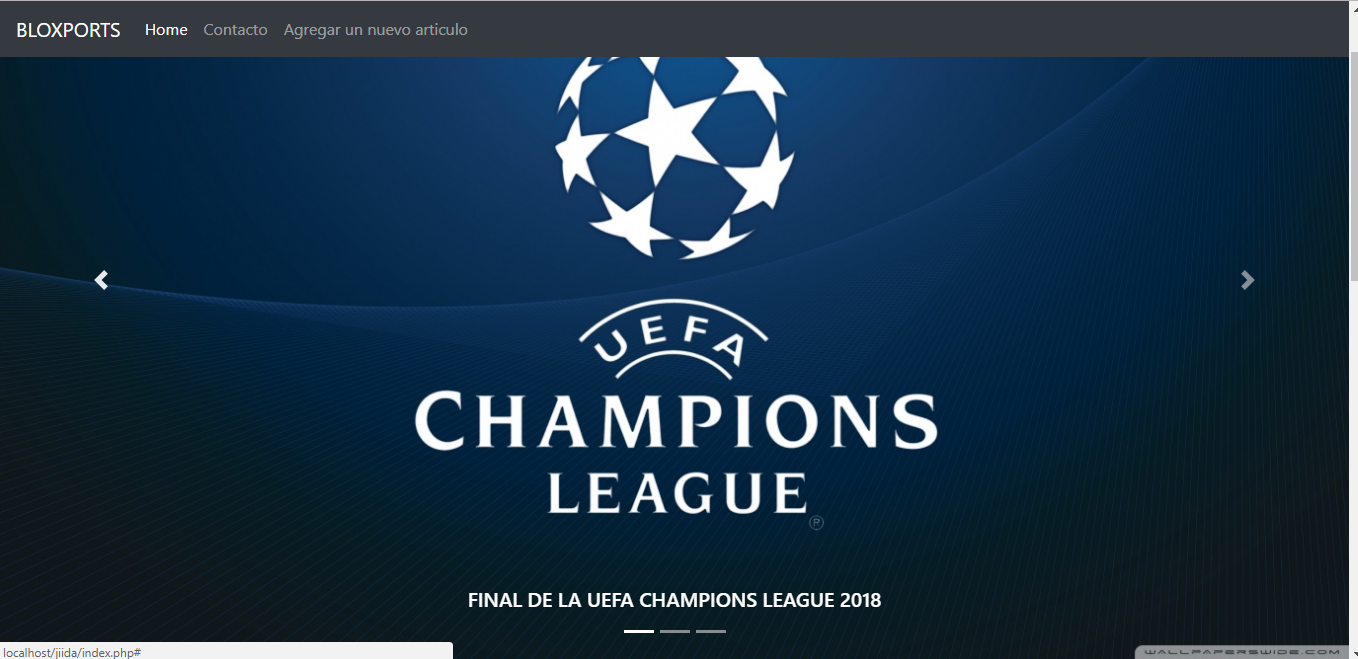 BLOXPORTS Home Contacto Agregar un nuevo articulo
UEFA
CHAMPIONS
LEAGUE
®
FINAL DE LA UEFA CHAMPIONS LEAGUE 2018
localhost/jiida/index.php#
WALLPAPERSWIDE.COM